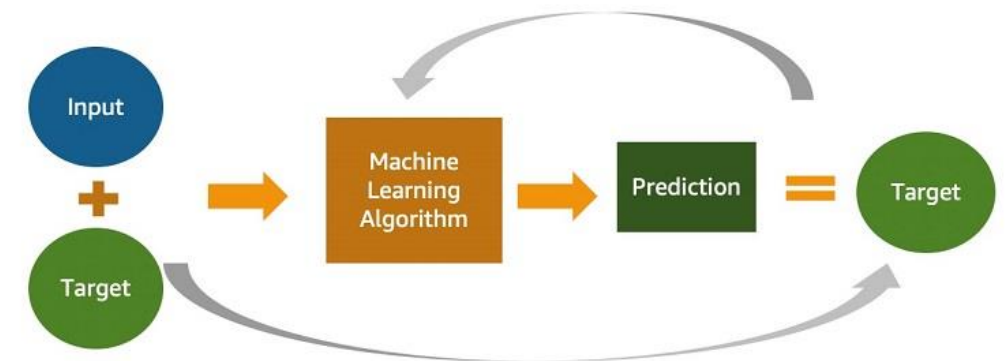 Input
Target
Machine
Learning
Algorithm
Prediction
Target